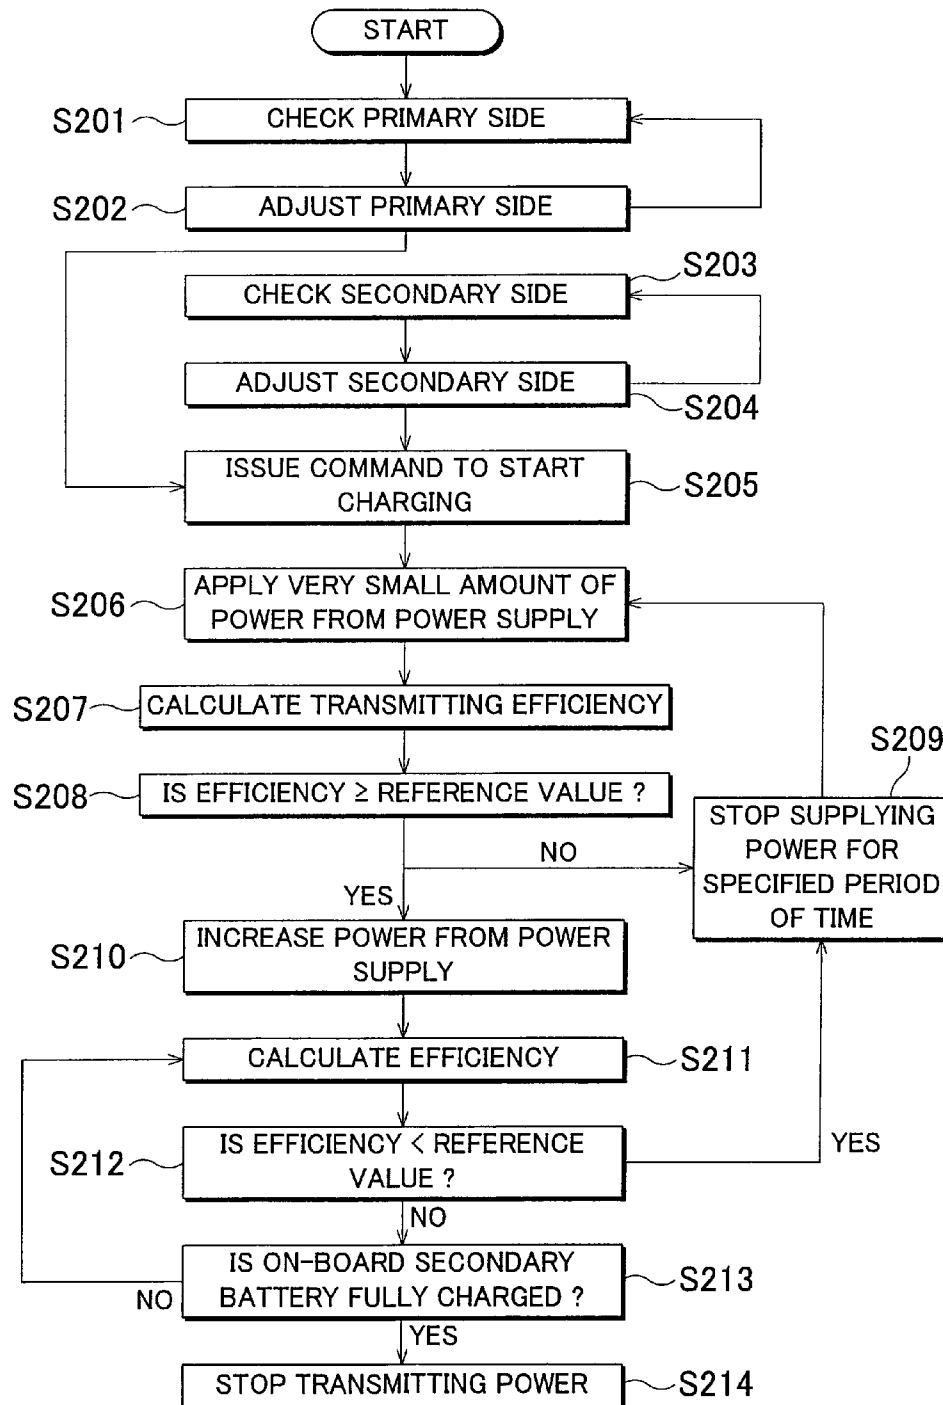 START
S201
CHECK PRIMARY SIDE
S202
ADJUST PRIMARY SIDE
S203
CHECK SECONDARY SIDE
ADJUST SECONDARY SIDE
S204
ISSUE COMMAND TO START
CHARGING
S205
S206
APPLY VERY SMALL AMOUNT OF
POWER FROM POWER SUPPLY
S207
CALCULATE TRANSMITTING EFFICIENCY
S208
IS EFFICIENCY ≥ REFERENCE VALUE ?
S209
STOP SUPPLYING
POWER FOR
SPECIFIED PERIOD
OF TIME
NO
YES
S210
INCREASE POWER FROM POWER
SUPPLY
CALCULATE EFFICIENCY
S211
S212
IS EFFICIENCY < REFERENCE
VALUE ?
YES
NO
IS ON-BOARD SECONDARY
BATTERY FULLY CHARGED ?
S213
NO
YES
STOP TRANSMITTING POWER
S214